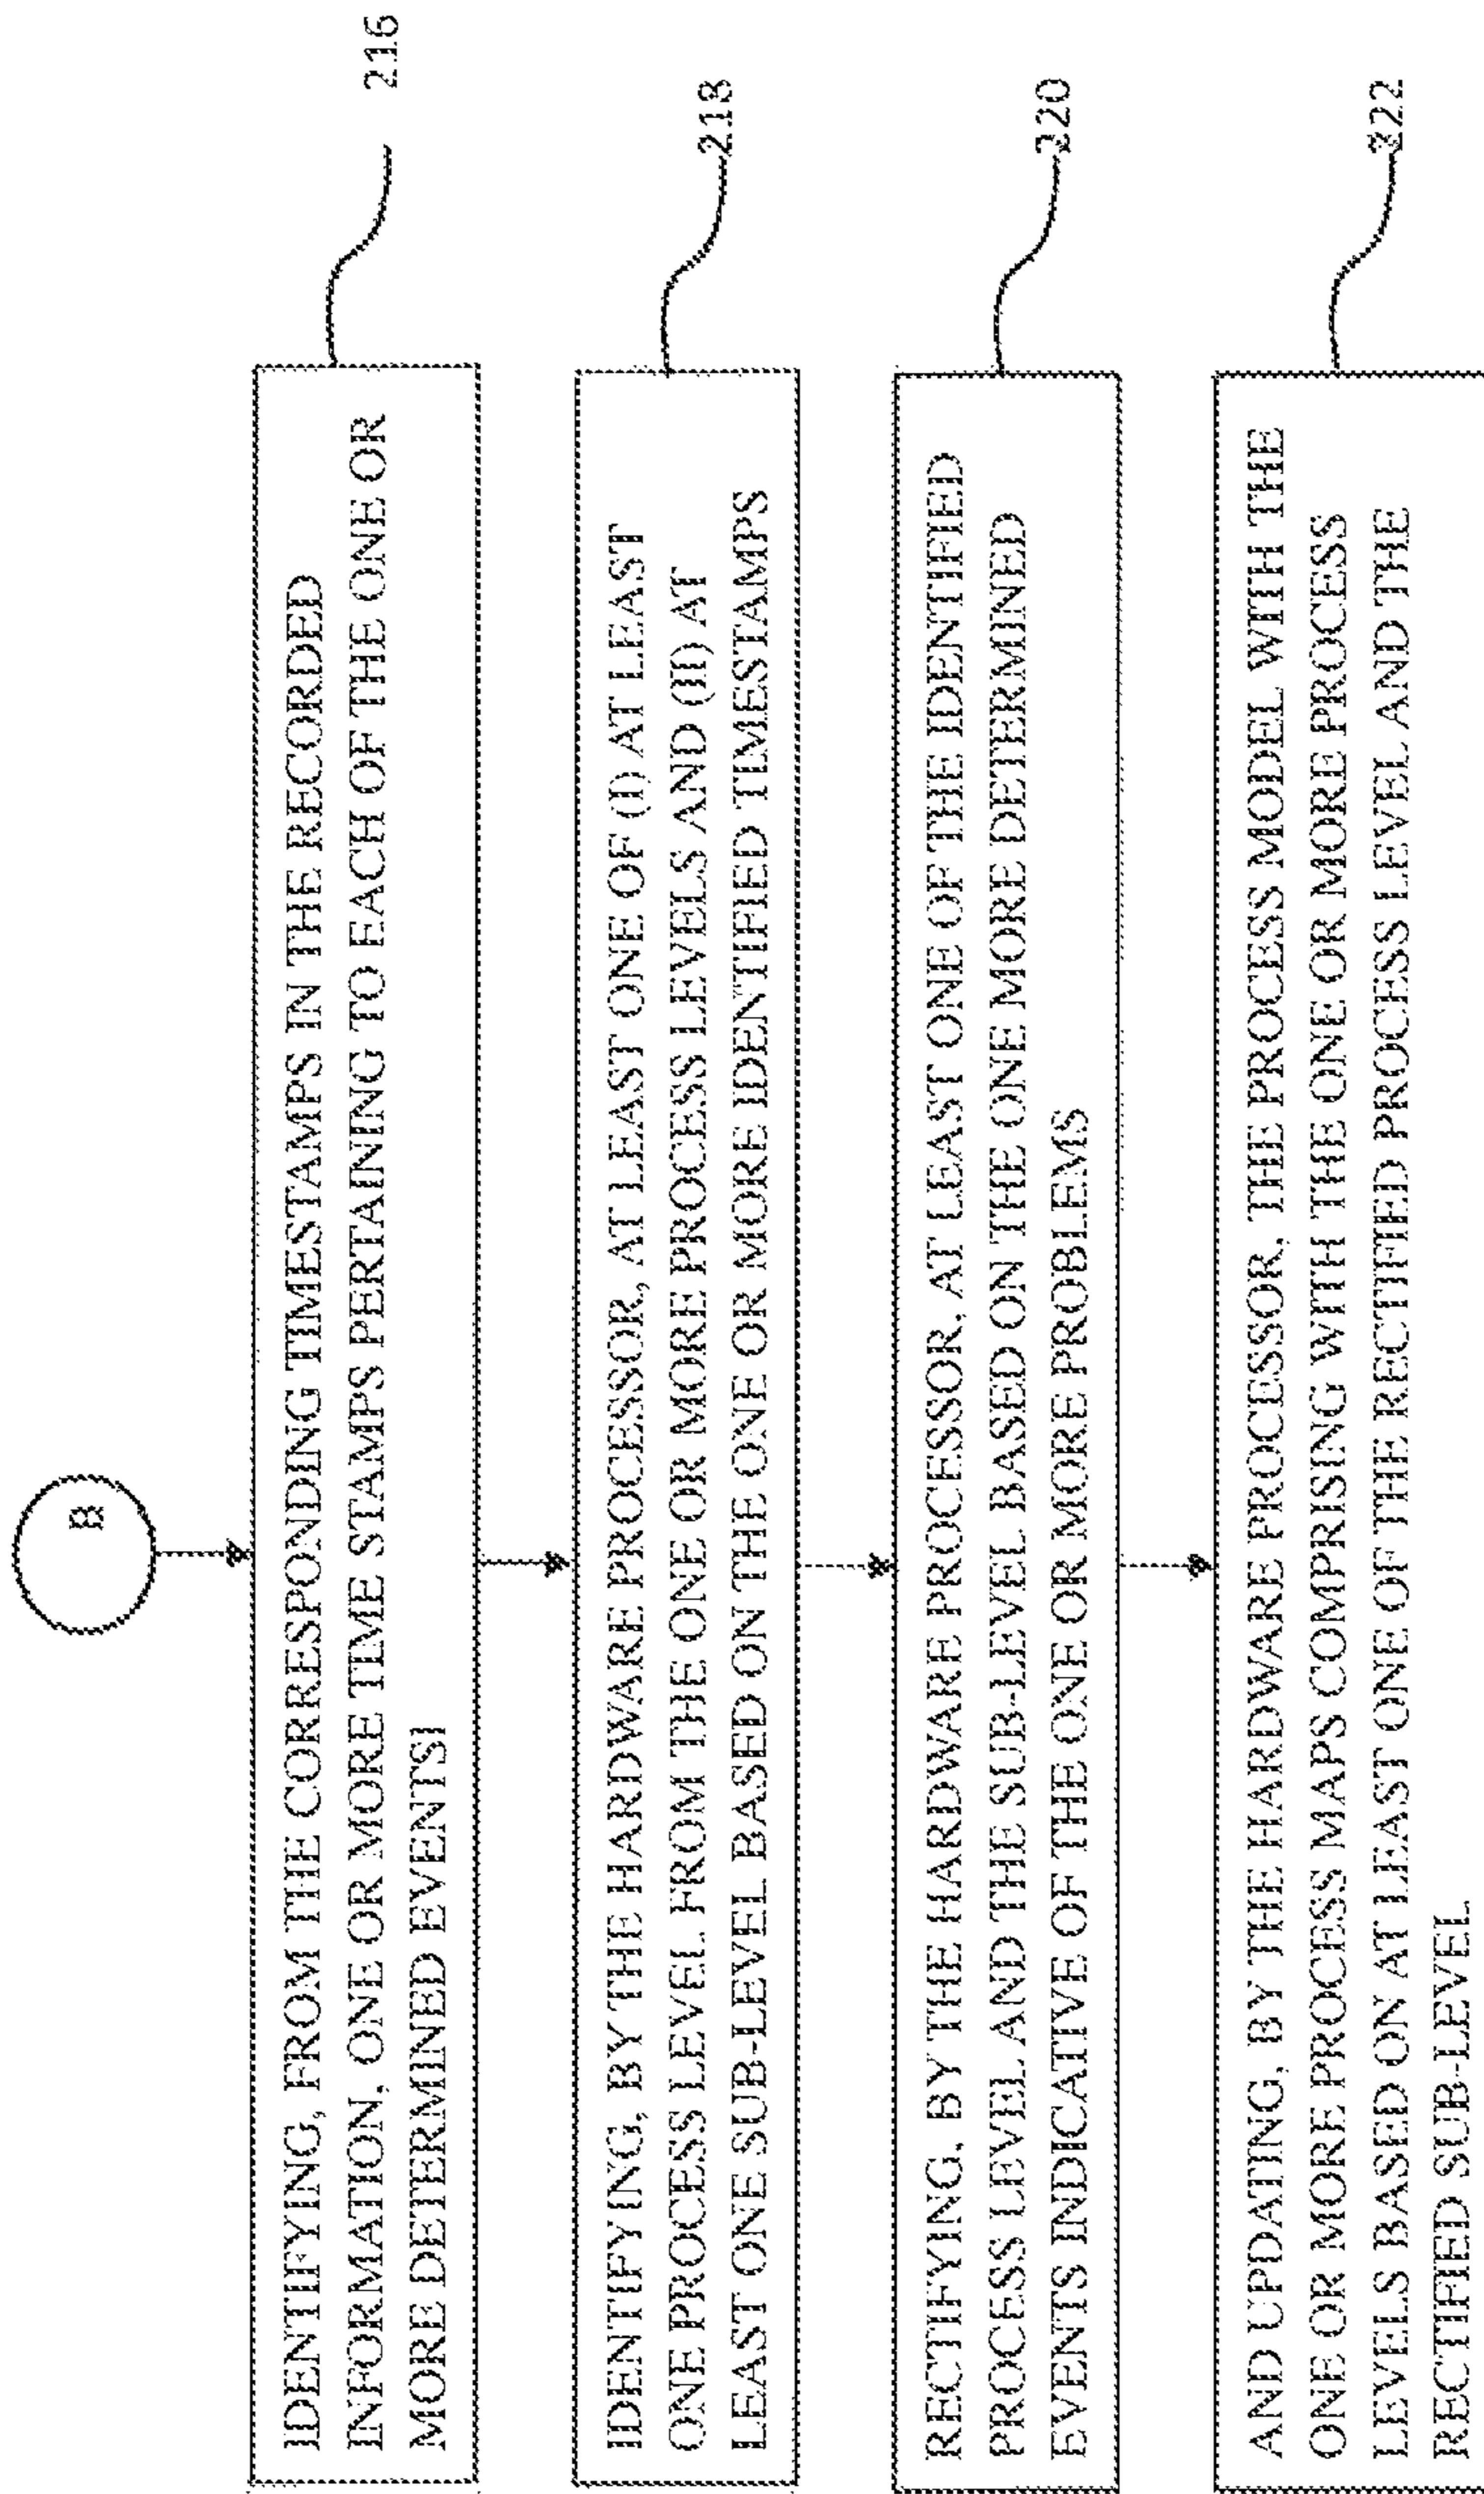 B
IDENTIFYING, FROM THE CORRESPONDING TIMESTAMPS IN THE RECORDED
INFORMATION, ONE OR MORE TIME STAMPS PERTAINING TO EACH OF THE ONE OR
MORE DETERMINED EVENTS|
216
IDENTIFYING, BY THE HARDWARE PROCESSOR, AT LEAST ONE OF (I) AT LEAST
ONE PROCESS LEVEL FROM THE ONE OR MORE PROCESS LEVELS AND (II) AT
LEAST ONE SUB-LEVEL BASED ON THE ONE OR MORE IDENTIFIED TIMESTAMPS
218
RECTIFYING, BY THE HARDWARE PROCESSOR, AT LEAST ONE OF THE IDENTIFIED
PROCESS LEVEL AND THE SUB-LEVEL BASED ON THE ONE MORE DETERMINED
EVENTS INDICATIVE OF THE ONE OR MORE PROBLEMS
220
AND UPDATING, BY THE HARDWARE PROCESSOR, THE PROCESS MODEL WITH THE
ONE OR MORE PROCESS MAPS COMPRISING WITH THE ONE OR MORE PROCESS
LEVELS BASED ON AT LEAST ONE OF THE RECTIFIED PROCESS LEVEL AND THE
RECTIFIED SUB-LEVEL
222